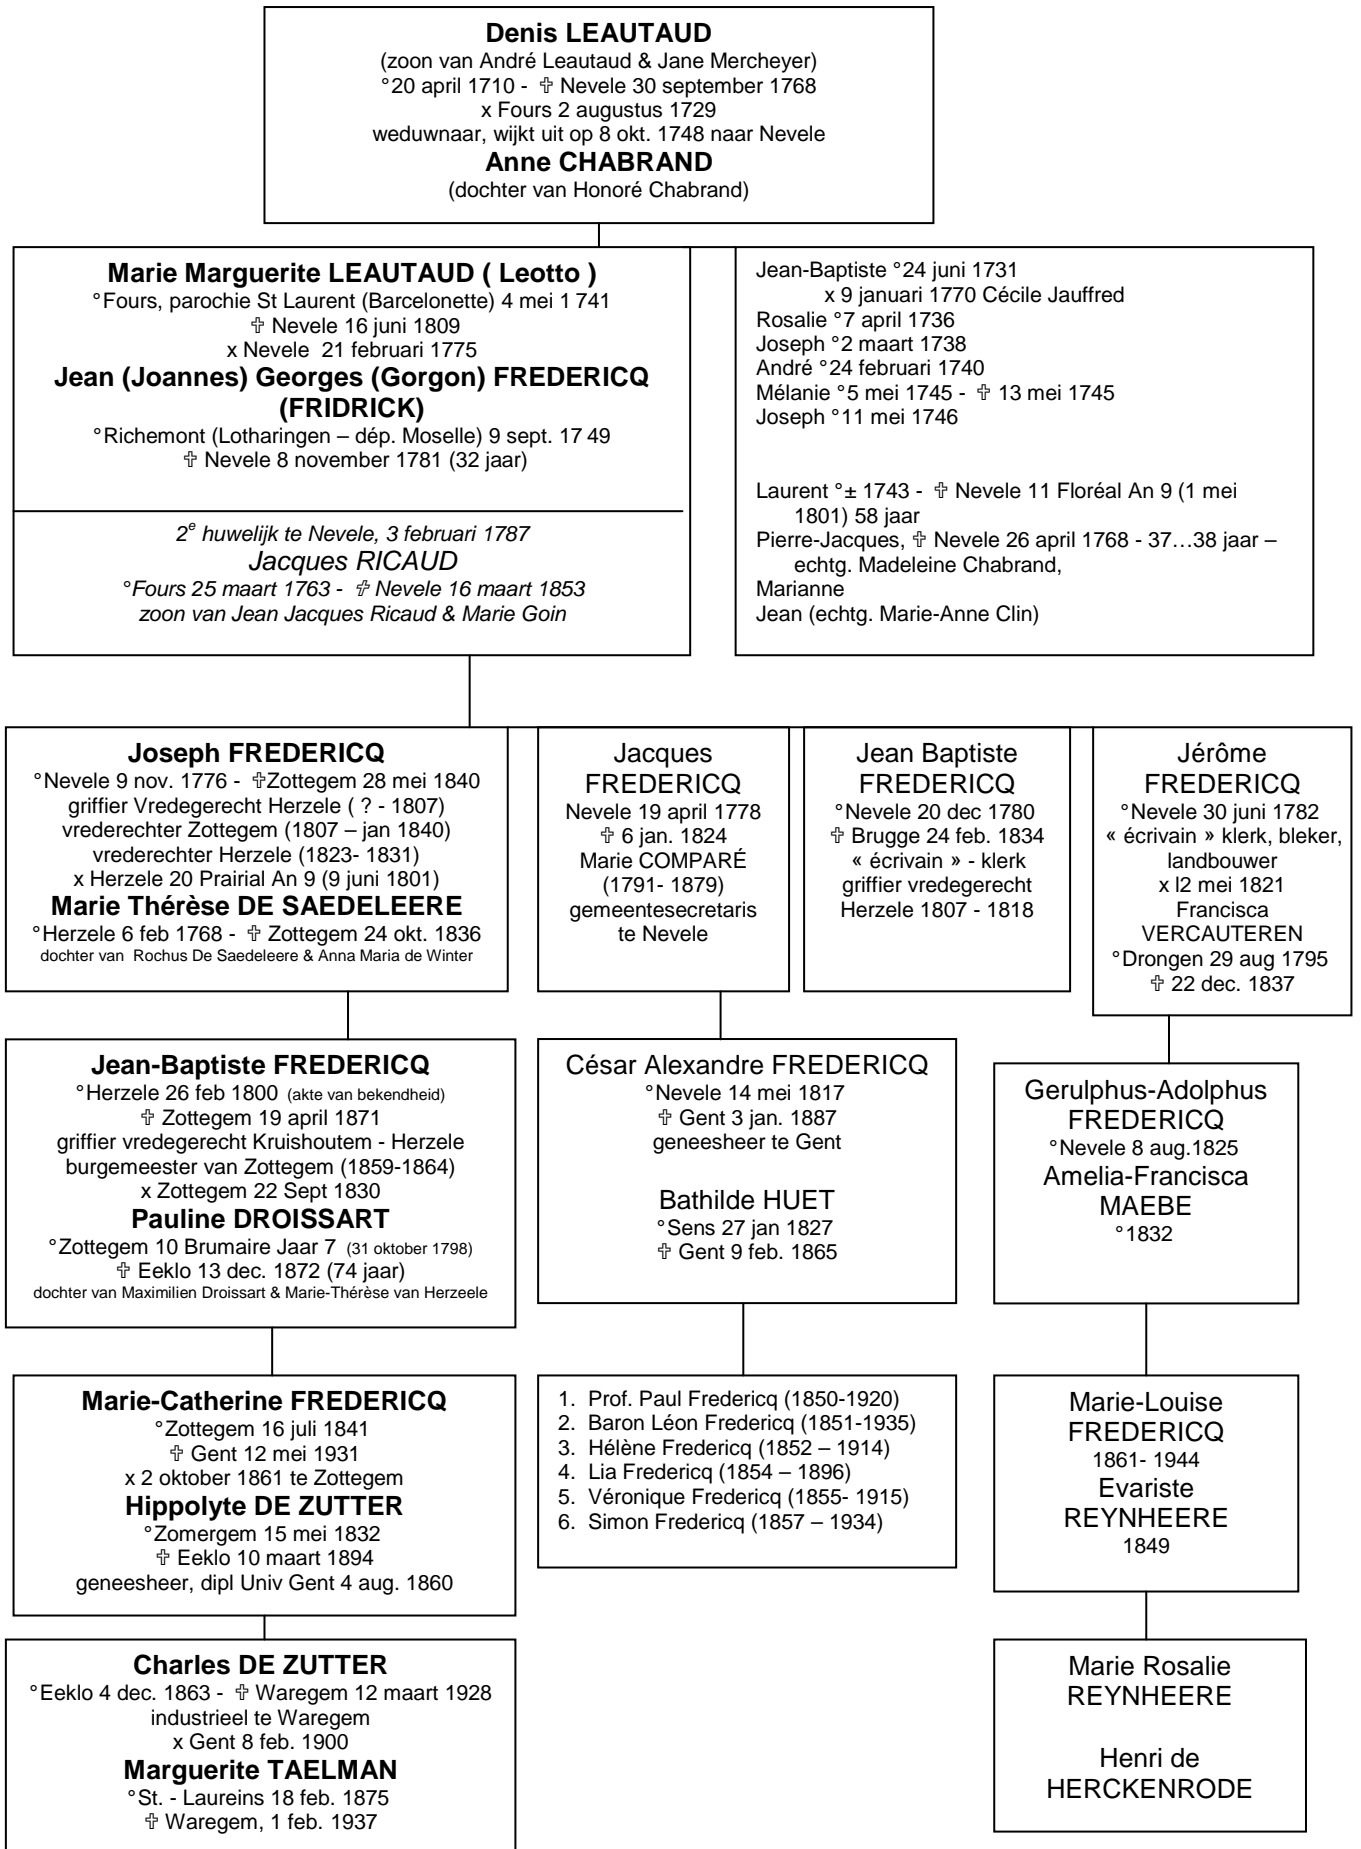 Denis LEAUTAUD
(zoon van André Leautaud & Jane Mercheyer)
°20 april 1710 - ✞ Nevele 30 september 1768
x Fours 2 augustus 1729
weduwnaar, wijkt uit op 8 okt. 1748 naar Nevele
Anne CHABRAND
(dochter van Honoré Chabrand)
Marie Marguerite LEAUTAUD ( Leotto )
°Fours, parochie St Laurent (Barcelonette) 4 mei 1741
✞ Nevele 16 juni 1809
x Nevele 21 februari 1775
Jean (Joannes) Georges (Gorgon) FREDERICQ
(FRIDRICK)
°Richemont (Lotharingen – dép. Moselle) 9 sept. 1749
✞ Nevele 8 november 1781 (32 jaar)
2e huwelijk te Nevele, 3 februari 1787
Jacques RICAUD
°Fours 25 maart 1763 - ✞ Nevele 16 maart 1853
zoon van Jean Jacques Ricaud & Marie Goin
Jean-Baptiste °24 juni 1731
x 9 januari 1770 Cécile Jauffred
Rosalie °7 april 1736
Joseph °2 maart 1738
André °24 februari 1740
Mélanie °5 mei 1745 - ✞ 13 mei 1745
Joseph °11 mei 1746
Laurent °± 1743 - ✞ Nevele 11 Floréal An 9 (1 mei
1801) 58 jaar
Pierre-Jacques, ✞ Nevele 26 april 1768 - 37…38 jaar –
echtg. Madeleine Chabrand,
Marianne
Jean (echtg. Marie-Anne Clin)
Joseph FREDERICQ
°Nevele 9 nov. 1776 - ✞Zottegem 28 mei 1840
griffier Vredegerecht Herzele ( ? - 1807)
vrederechter Zottegem (1807 – jan 1840)
vrederechter Herzele (1823- 1831)
x Herzele 20 Prairial An 9 (9 juni 1801)
Marie Thérèse DE SAEDELEERE
°Herzele 6 feb 1768 - ✞ Zottegem 24 okt. 1836
dochter van Rochus De Saedeleere & Anna Maria de Winter
Jacques
FREDERICQ
Nevele 19 april 1778
✞ 6 jan. 1824
Marie COMPARÉ
(1791- 1879)
gemeentesecretaris
te Nevele
Jean Baptiste
FREDERICQ
°Nevele 20 dec 1780
✞ Brugge 24 feb. 1834
« écrivain » - klerk
griffier vredegerecht
Herzele 1807 - 1818
Jérôme
FREDERICQ
°Nevele 30 juni 1782
« écrivain » klerk, bleker,
landbouwer
x l2 mei 1821
Francisca
VERCAUTEREN
°Drongen 29 aug 1795
✞ 22 dec. 1837
Jean-Baptiste FREDERICQ
°Herzele 26 feb 1800 (akte van bekendheid)
✞ Zottegem 19 april 1871
griffier vredegerecht Kruishoutem - Herzele
burgemeester van Zottegem (1859-1864)
x Zottegem 22 Sept 1830
Pauline DROISSART
°Zottegem 10 Brumaire Jaar 7 (31 oktober 1798)
✞ Eeklo 13 dec. 1872 (74 jaar)
dochter van Maximilien Droissart & Marie-Thérèse van Herzeele
César Alexandre FREDERICQ
°Nevele 14 mei 1817
✞ Gent 3 jan. 1887
geneesheer te Gent
Bathilde HUET
°Sens 27 jan 1827
✞ Gent 9 feb. 1865
Gerulphus-Adolphus
FREDERICQ
°Nevele 8 aug.1825
Amelia-Francisca
MAEBE
°1832
Marie-Catherine FREDERICQ
°Zottegem 16 juli 1841
✞ Gent 12 mei 1931
x 2 oktober 1861 te Zottegem
Hippolyte DE ZUTTER
°Zomergem 15 mei 1832
✞ Eeklo 10 maart 1894
geneesheer, dipl Univ Gent 4 aug. 1860
1. Prof. Paul Fredericq (1850-1920)
2. Baron Léon Fredericq (1851-1935)
3. Hélène Fredericq (1852 – 1914)
4. Lia Fredericq (1854 – 1896)
5. Véronique Fredericq (1855- 1915)
6. Simon Fredericq (1857 – 1934)
Marie-Louise
FREDERICQ
1861- 1944
Evariste
REYNHEERE
1849
Charles DE ZUTTER
°Eeklo 4 dec. 1863 - ✞ Waregem 12 maart 1928
industrieel te Waregem
x Gent 8 feb. 1900
Marguerite TAELMAN
°St. - Laureins 18 feb. 1875
✞ Waregem, 1 feb. 1937
Marie Rosalie
REYNHEERE
Henri de
HERCKENRODE